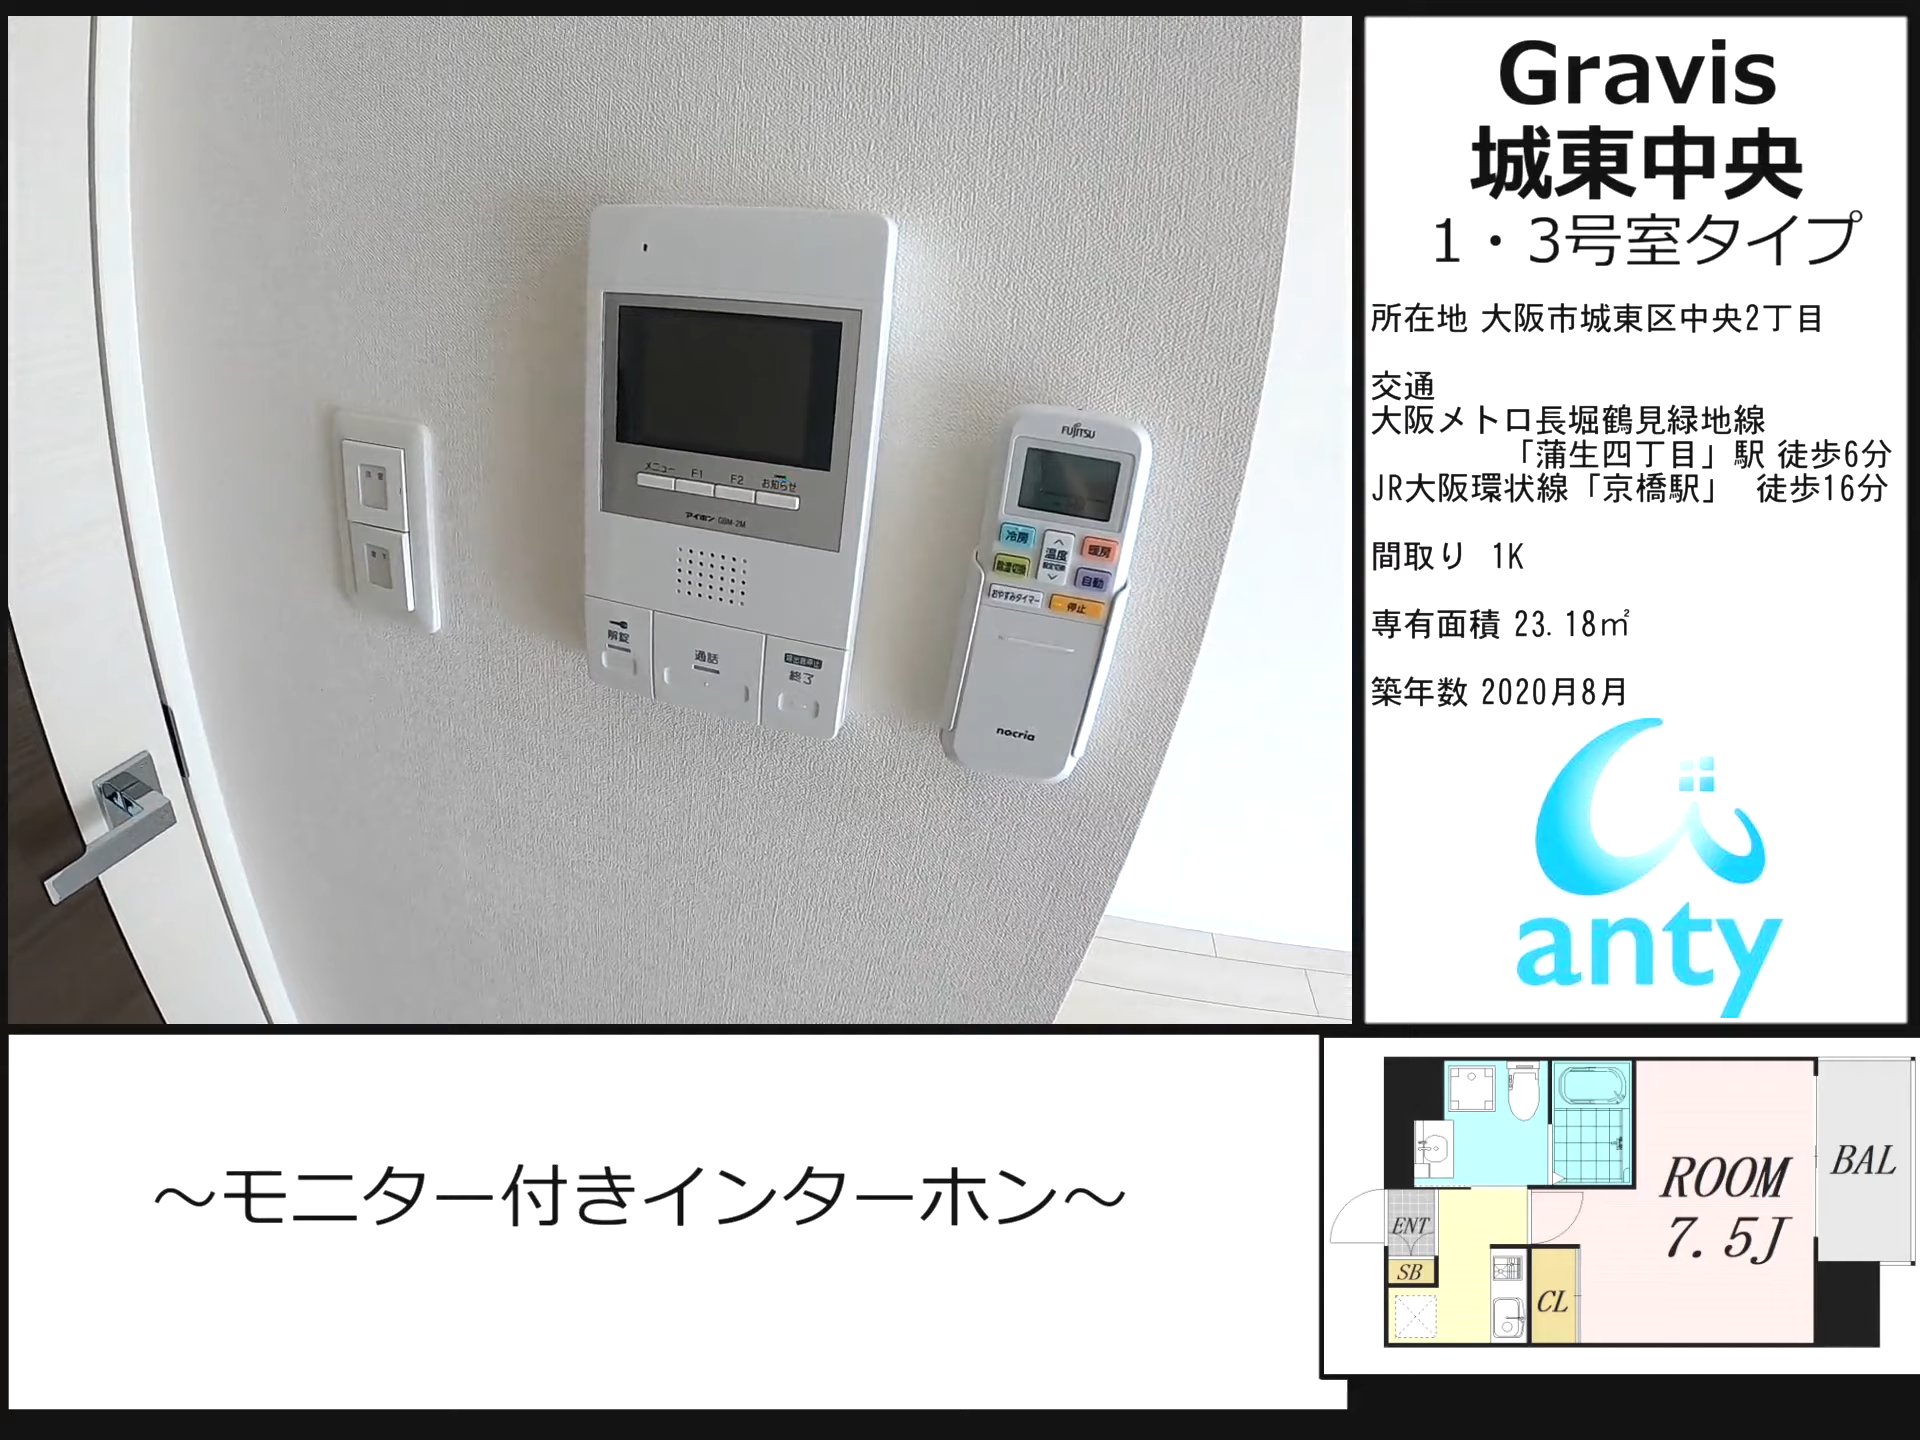 Gravis
城東中央
1・3号室タイプ
所在地 大阪市城東区中央2丁目
交通
大阪メトロ長堀鶴見緑地線
「蒲生四丁目」駅 徒歩6分
JR大阪環状線「京橋駅」 徒歩16分
間取り 1K
専有面積 23.18㎡
築年数 2020月8月
anty
メニュー F1 F2 お知らせ
アイホン GBM-2M
解錠
通話
終了
FUJITSU
冷房
温度
暖房
除湿切換
自動
おやすみタイマー
停止
nocria
～モニター付きインターホン～
ROOM
7.5J
BAL
ENT
SB
CL